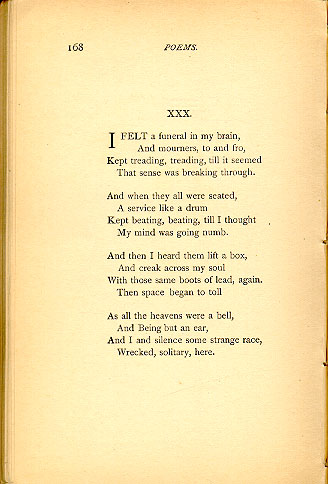 168 POEMS.
XXX.
I FELT a funeral in my brain,
And mourners, to and fro,
Kept treading, treading, till it seemed
That sense was breaking through.
And when they all were seated,
A service like a drum
Kept beating, beating, till I thought
My mind was going numb.
And then I heard them lift a box,
And creak across my soul
With those same boots of lead, again.
Then space began to toll
As all the heavens were a bell,
And Being but an ear,
And I and silence some strange race,
Wrecked, solitary, here.